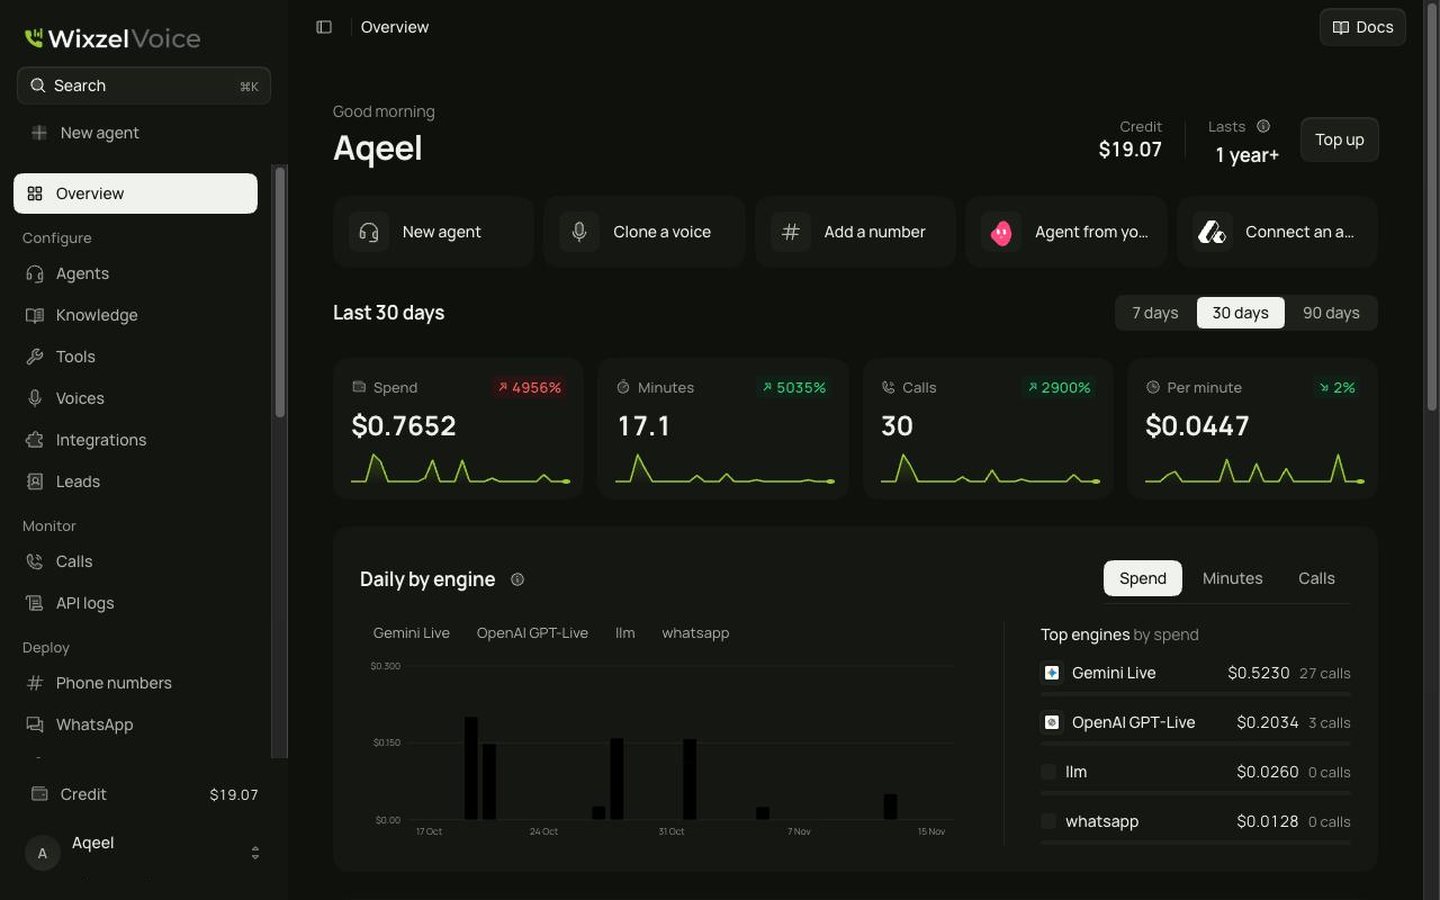 WixzelVoice
Search ⌘K
New agent
Overview
Configure
Agents
Knowledge
Tools
Voices
Integrations
Leads
Monitor
Calls
API logs
Deploy
Phone numbers
WhatsApp
Credit $19.07
A Aqeel
Overview
Docs
Good morning
Aqeel
Credit
$19.07
Lasts
1 year+
Top up
New agent
Clone a voice
Add a number
Agent from yo...
Connect an a...
Last 30 days
7 days 30 days 90 days
Spend 4956%
$0.7652
Minutes 5035%
17.1
Calls 2900%
30
Per minute 2%
$0.0447
Daily by engine
Spend Minutes Calls
Gemini Live OpenAI GPT-Live llm whatsapp
$0.300
$0.150
$0.00
17 Oct 24 Oct 31 Oct 7 Nov 15 Nov
Top engines by spend
Gemini Live $0.5230 27 calls
OpenAI GPT-Live $0.2034 3 calls
llm $0.0260 0 calls
whatsapp $0.0128 0 calls